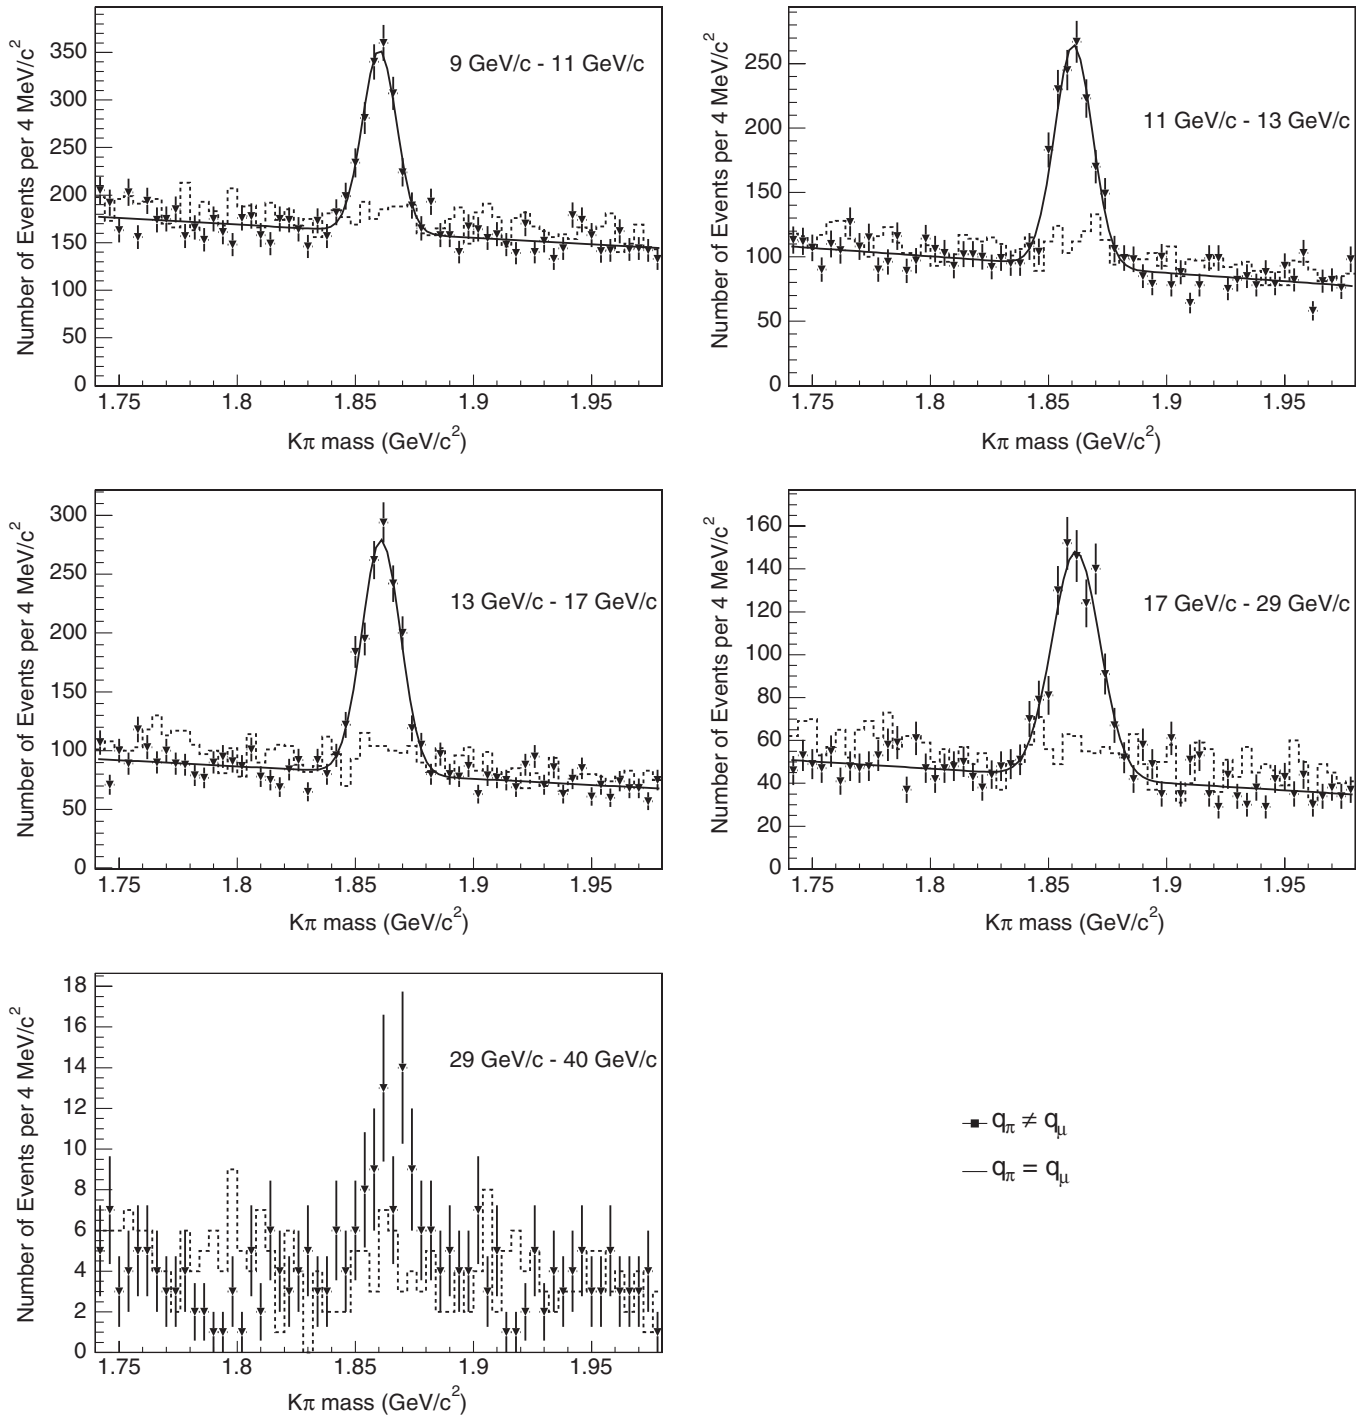 Number of Events per 4 MeV/c²
350
300
250
200
150
100
50
0
9 GeV/c - 11 GeV/c
1.75 1.8 1.85 1.9 1.95
Kπ mass (GeV/c²)
Number of Events per 4 MeV/c²
250
200
150
100
50
0
11 GeV/c - 13 GeV/c
1.75 1.8 1.85 1.9 1.95
Kπ mass (GeV/c²)
Number of Events per 4 MeV/c²
300
250
200
150
100
50
0
13 GeV/c - 17 GeV/c
1.75 1.8 1.85 1.9 1.95
Kπ mass (GeV/c²)
Number of Events per 4 MeV/c²
160
140
120
100
80
60
40
20
0
17 GeV/c - 29 GeV/c
1.75 1.8 1.85 1.9 1.95
Kπ mass (GeV/c²)
Number of Events per 4 MeV/c²
18
16
14
12
10
8
6
4
2
0
29 GeV/c - 40 GeV/c
1.75 1.8 1.85 1.9 1.95
Kπ mass (GeV/c²)
qπ ≠ qμ
qπ = qμ